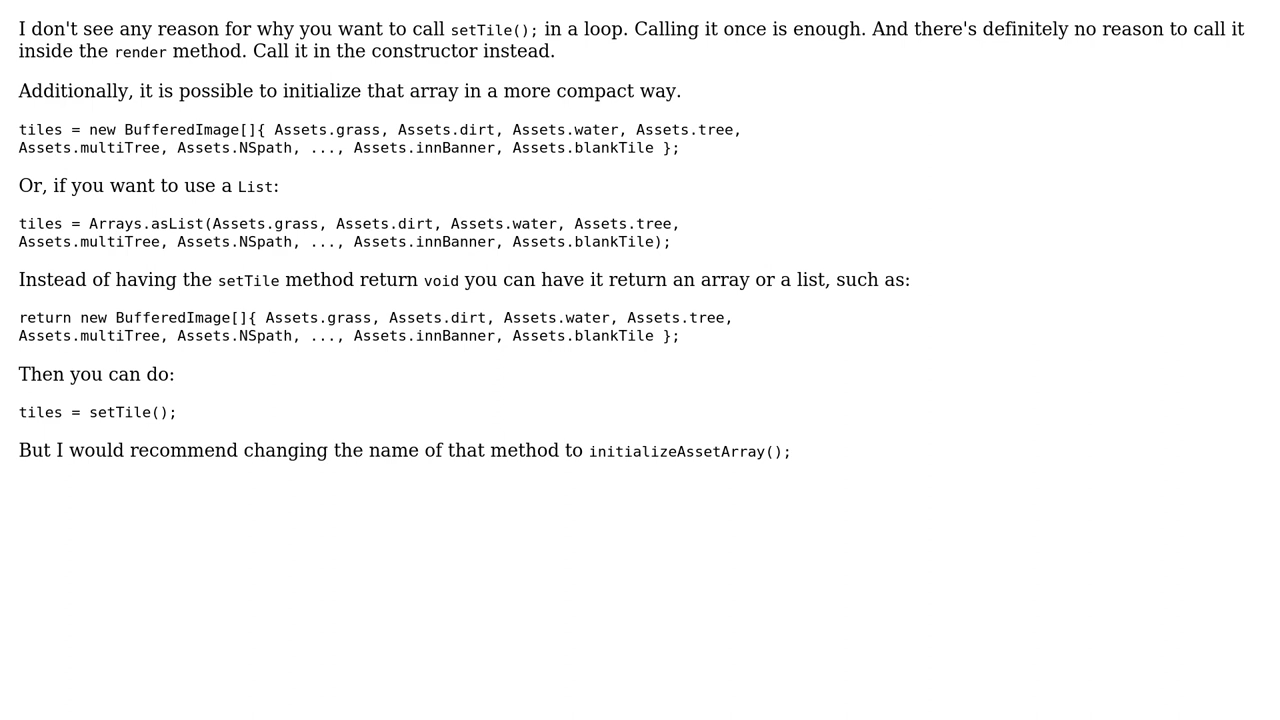 I don't see any reason for why you want to call setTile(); in a loop. Calling it once is enough. And there's definitely no reason to call it
inside the render method. Call it in the constructor instead.
Additionally, it is possible to initialize that array in a more compact way.
tiles = new BufferedImage[]{ Assets.grass, Assets.dirt, Assets.water, Assets.tree,
Assets.multiTree, Assets.NSpath, ..., Assets.innBanner, Assets.blankTile };
Or, if you want to use a List:
tiles = Arrays.asList(Assets.grass, Assets.dirt, Assets.water, Assets.tree,
Assets.multiTree, Assets.NSpath, ..., Assets.innBanner, Assets.blankTile);
Instead of having the setTile method return void you can have it return an array or a list, such as:
return new BufferedImage[]{ Assets.grass, Assets.dirt, Assets.water, Assets.tree,
Assets.multiTree, Assets.NSpath, ..., Assets.innBanner, Assets.blankTile };
Then you can do:
tiles = setTile();
But I would recommend changing the name of that method to initializeAssetArray();